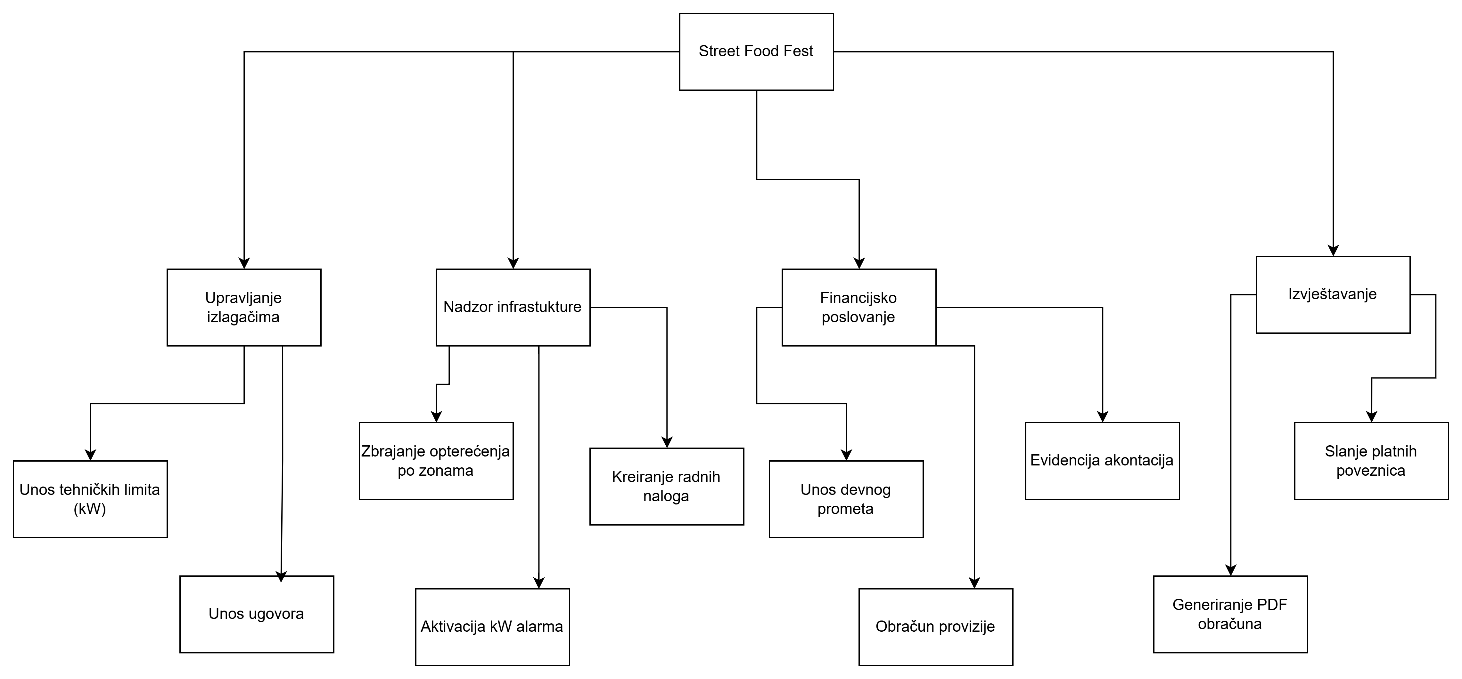 Street Food Fest
Upravljanje
izlagačima
Nadzor infrastukture
Financijsko
poslovanje
Izvještavanje
Unos tehničkih limita
(kW)
Unos ugovora
Zbrajanje opterećenja
po zonama
Aktivacija kW alarma
Kreiranje radnih
naloga
Unos devnog
prometa
Obračun provizije
Evidencija akontacija
Generiranje PDF
obračuna
Slanje platnih
poveznica